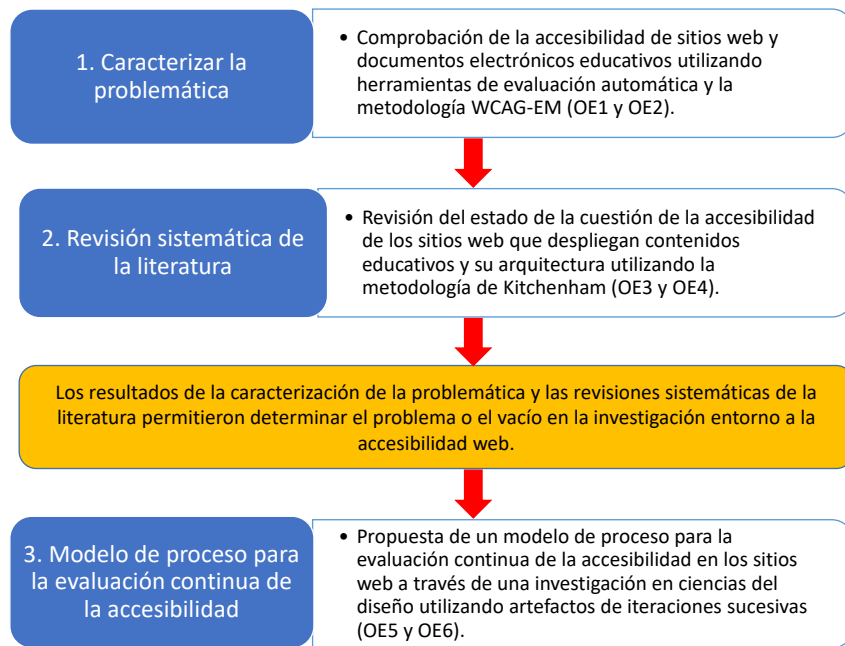 1. Caracterizar la
problemática
• Comprobación de la accesibilidad de sitios web y
documentos electrónicos educativos utilizando
herramientas de evaluación automática y la
metodología WCAG-EM (OE1 y OE2).
2. Revisión sistemática de
la literatura
• Revisión del estado de la cuestión de la accesibilidad
de los sitios web que despliegan contenidos
educativos y su arquitectura utilizando la
metodología de Kitchenham (OE3 y OE4).
Los resultados de la caracterización de la problemática y las revisiones sistemáticas de la
literatura permitieron determinar el problema o el vacío en la investigación entorno a la
accesibilidad web.
3. Modelo de proceso para
la evaluación continua de
la accesibilidad
• Propuesta de un modelo de proceso para la
evaluación continua de la accesibilidad en los sitios
web a través de una investigación en ciencias del
diseño utilizando artefactos de iteraciones sucesivas
(OE5 y OE6).